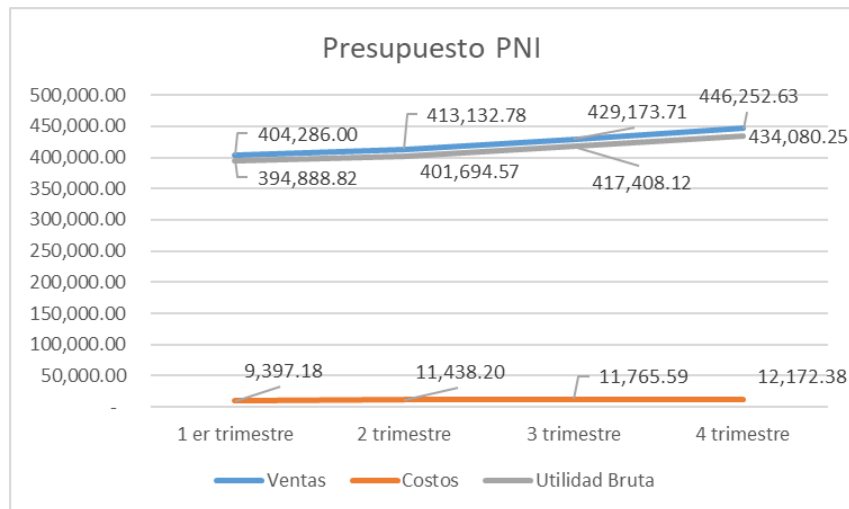 Presupuesto PNI
500,000.00
450,000.00
400,000.00
350,000.00
300,000.00
250,000.00
200,000.00
150,000.00
100,000.00
50,000.00
-
404,286.00
413,132.78
429,173.71
446,252.63
394,888.82
401,694.57
417,408.12
434,080.25
9,397.18
11,438.20
11,765.59
12,172.38
1 er trimestre
2 trimestre
3 trimestre
4 trimestre
Ventas
Costos
Utilidad Bruta